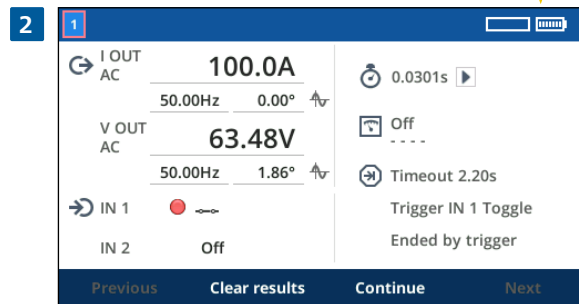 2
1
I OUT
AC
100.0A
50.00Hz 0.00°
V OUT
AC
63.48V
50.00Hz 1.86°
IN 1
IN 2 Off
0.0301s
Off
- - - -
Timeout 2.20s
Trigger IN 1 Toggle
Ended by trigger
Previous Clear results Continue Next